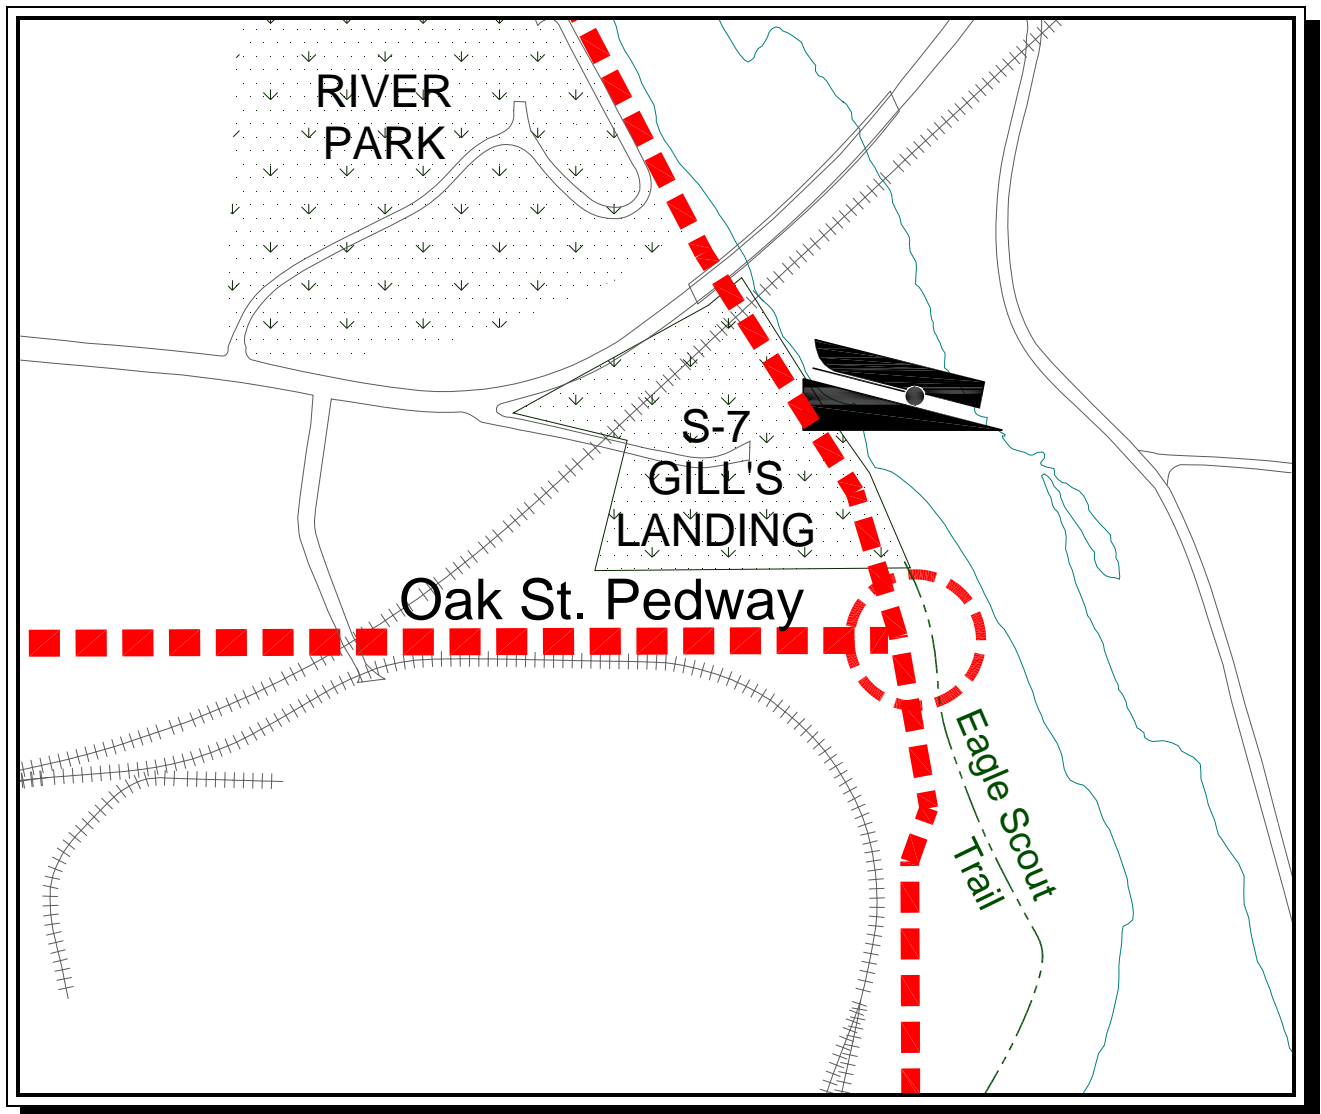 RIVER
PARK
S-7
GILL'S
LANDING
Oak St. Pedway
Eagle Scout
Trail